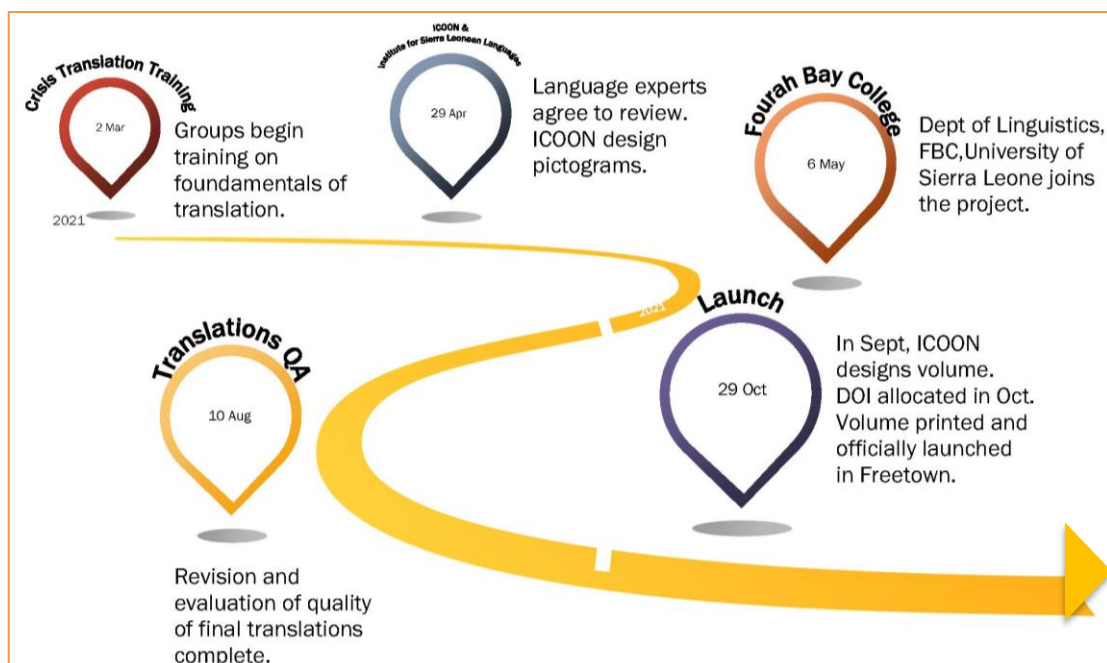 Crisis Translation Training
2 Mar
Groups begin
training on
foundamentals of
translation.
2021
ICOON &
Institute for Sierra Leonean Languages
29 Apr
Language experts
agree to review.
ICOON design
pictograms.
Fourah Bay College
6 May
Dept of Linguistics,
FBC,University of
Sierra Leone joins
the project.
2021
Translations QA
10 Aug
Revision and
evaluation of quality
of final translations
complete.
Launch
29 Oct
In Sept, ICOON
designs volume.
DOI allocated in Oct.
Volume printed and
officially launched
in Freetown.